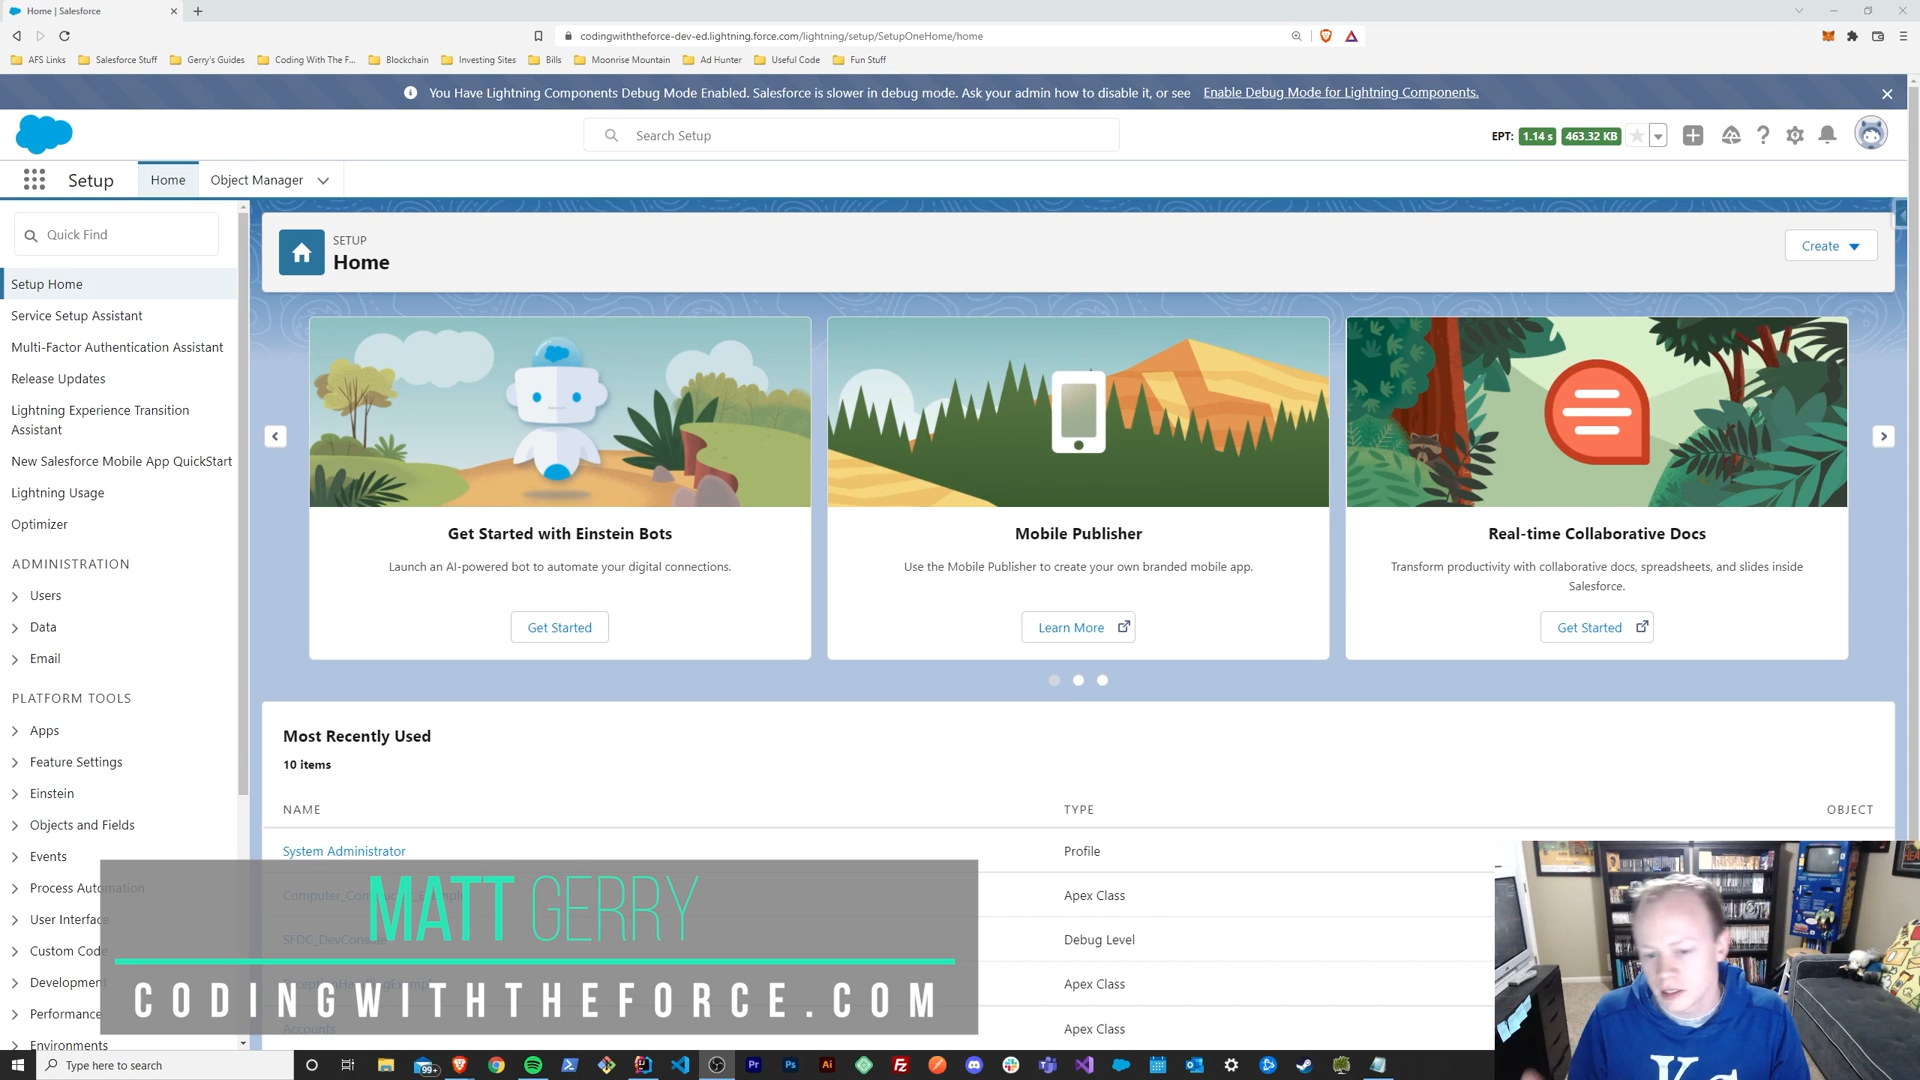 Home | Salesforce
codingwiththeforce-dev-ed.lightning.force.com/lightning/setup/SetupOneHome/home
AFS Links Salesforce Stuff Gerry's Guides Coding With The F... Blockchain Investing Sites Bills Moonrise Mountain Ad Hunter Useful Code Fun Stuff
You Have Lightning Components Debug Mode Enabled. Salesforce is slower in debug mode. Ask your admin how to disable it, or see Enable Debug Mode for Lightning Components.
Search Setup
EPT: 1.14 s 463.32 KB
Setup Home Object Manager
Quick Find
Setup Home
Service Setup Assistant
Multi-Factor Authentication Assistant
Release Updates
Lightning Experience Transition
Assistant
New Salesforce Mobile App QuickStart
Lightning Usage
Optimizer
ADMINISTRATION
Users
Data
Email
PLATFORM TOOLS
Apps
Feature Settings
Einstein
Objects and Fields
Events
Process Automation
User Interface
Custom Code
Development
Performance
Environments
SETUP
Home
Create
Get Started with Einstein Bots
Launch an AI-powered bot to automate your digital connections.
Get Started
Mobile Publisher
Use the Mobile Publisher to create your own branded mobile app.
Learn More
Real-time Collaborative Docs
Transform productivity with collaborative docs, spreadsheets, and slides inside
Salesforce.
Get Started
Most Recently Used
10 items
NAME TYPE OBJECT
System Administrator Profile
Apex Class
Debug Level
Apex Class
Accounts Apex Class
MATT GERRY
CODINGWITHTHEFORCE.COM
Type here to search
99+